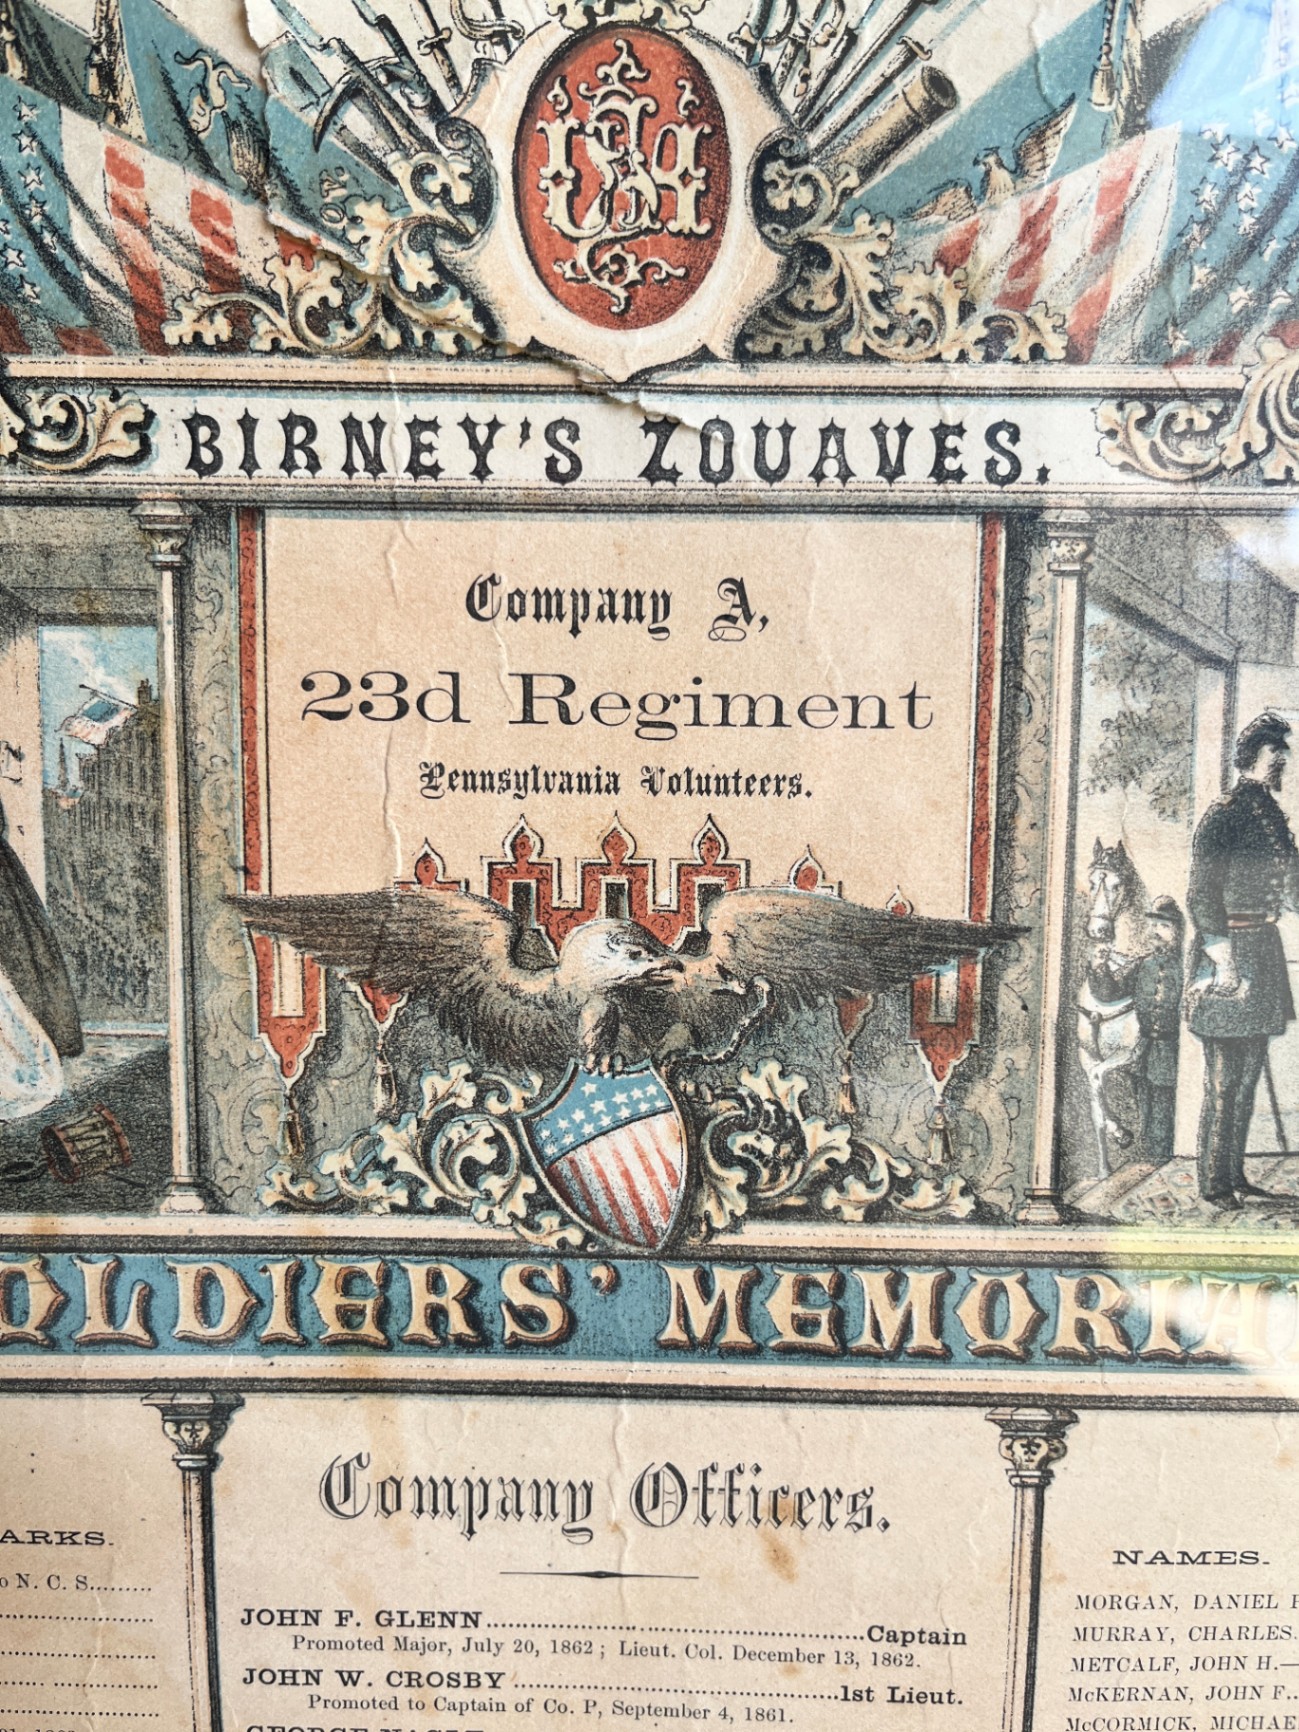 BIRNEY'S ZOUAVES.
Company A,
23d Regiment
Pennsylvania Volunteers.
OLDIERS' MEMORIA
Company Officers.
ARKS.
o N. C. S.........
JOHN F. GLENN..........Captain
Promoted Major, July 20, 1862 ; Lieut. Col. December 13, 1862.
JOHN W. CROSBY..........1st Lieut.
Promoted to Captain of Co. P, September 4, 1861.
NAMES.
MORGAN, DANIEL
MURRAY, CHARLES.
METCALF, JOHN H.—
McKERNAN, JOHN F..
McCORMICK, MICHAE